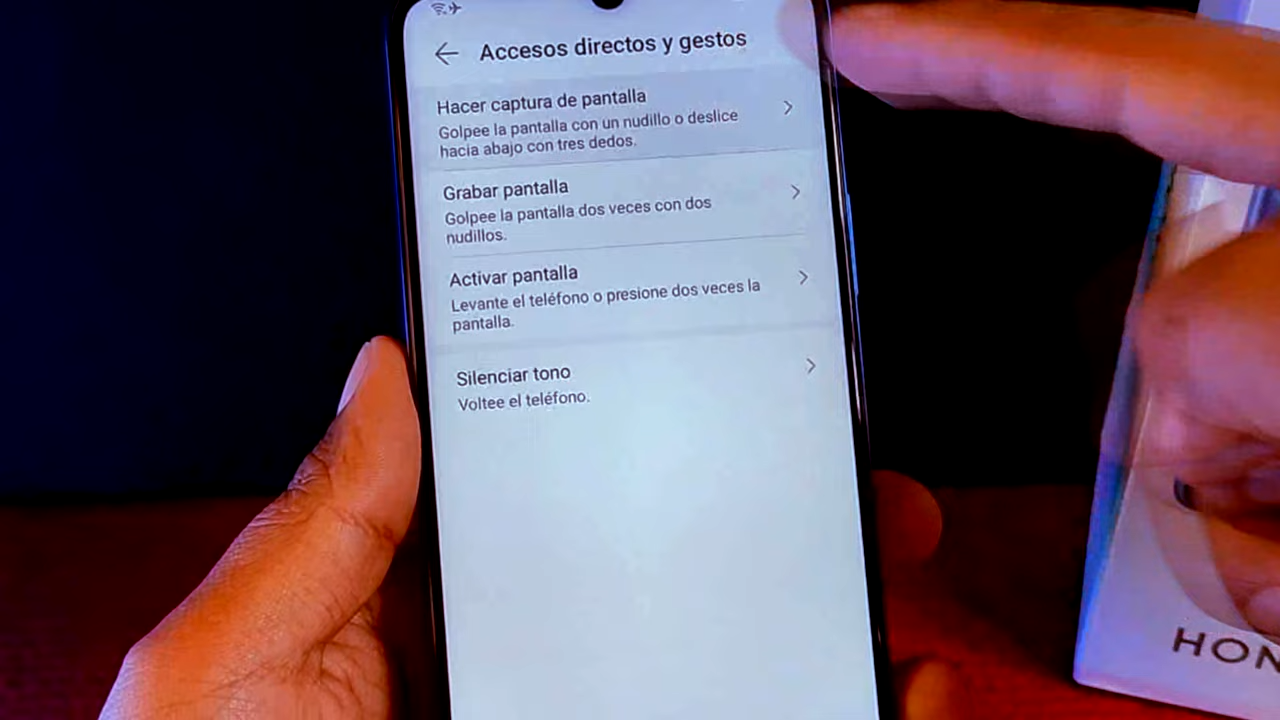 Accesos directos y gestos
Hacer captura de pantalla
Golpee la pantalla con un nudillo o deslice
hacia abajo con tres dedos.
Grabar pantalla
Golpee la pantalla dos veces con dos
nudillos.
Activar pantalla
Levante el teléfono o presione dos veces la
pantalla.
Silenciar tono
Voltee el teléfono.
HON